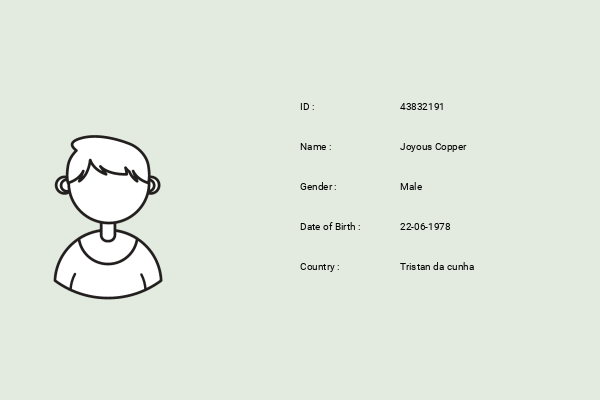 ID : 43832191
Name : Joyous Copper
Gender : Male
Date of Birth : 22-06-1978
Country : Tristan da cunha